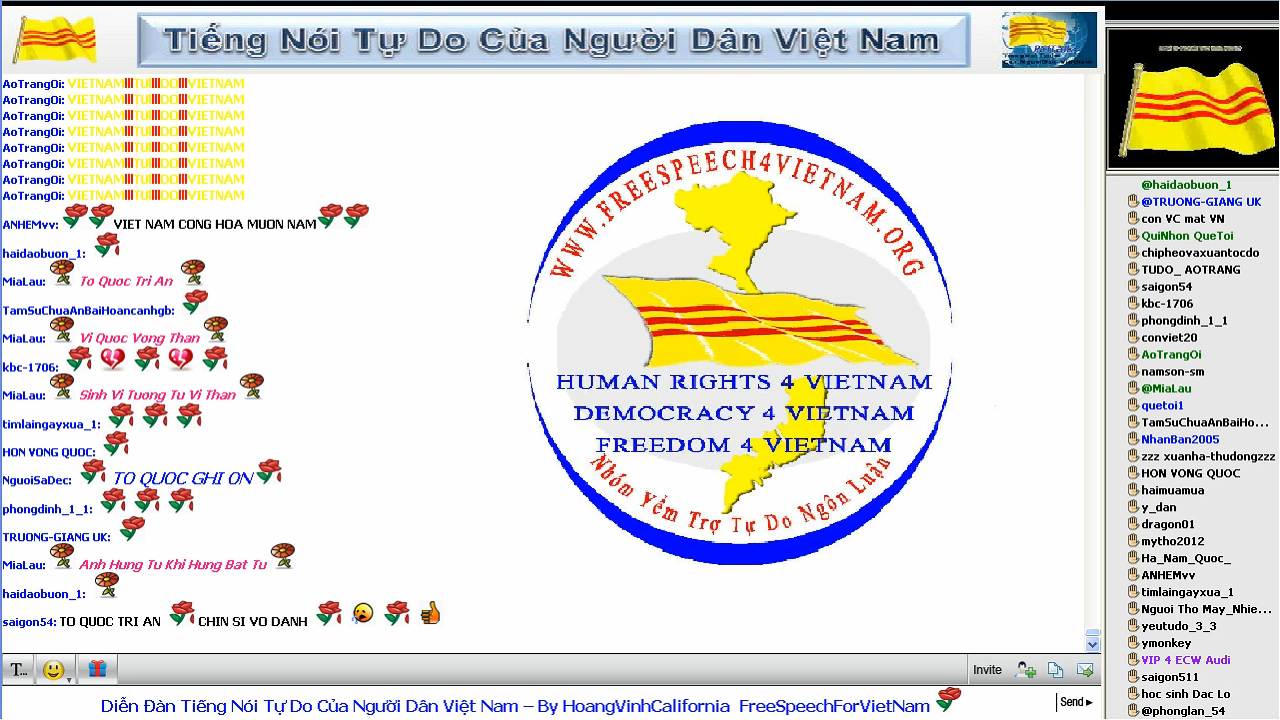 Tiếng Nói Tự Do Của Người Dân Việt Nam
AoTrangOi: VIETNAM|||TU|||DO|||VIETNAM
AoTrangOi: VIETNAM|||TU|||DO|||VIETNAM
AoTrangOi: VIETNAM|||TU|||DO|||VIETNAM
AoTrangOi: VIETNAM|||TU|||DO|||VIETNAM
AoTrangOi: VIETNAM|||TU|||DO|||VIETNAM
AoTrangOi: VIETNAM|||TU|||DO|||VIETNAM
AoTrangOi: VIETNAM|||TU|||DO|||VIETNAM
AoTrangOi: VIETNAM|||TU|||DO|||VIETNAM
ANHEMvv: VIET NAM CONG HOA MUON NAM
haidaobuon_1:
MiaLau: To Quoc Tri An
TamSuChuaAnBaiHoancanhgb:
MiaLau: Vi Quoc Vong Than
kbc-1706:
MiaLau: Sinh Vi Tuong Tu Vi Than
timlaingayxua_1:
HON VONG QUOC:
NguoiSaDec: TO QUOC GHI ON
phongdinh_1_1:
TRUONG-GIANG UK:
MiaLau: Anh Hung Tu Khi Hung Bat Tu
haidaobuon_1:
saigon54: TO QUOC TRI AN CHIN SI VO DANH
WWW.FREESPEECH4VIETNAM.ORG
HUMAN RIGHTS 4 VIETNAM
DEMOCRACY 4 VIETNAM
FREEDOM 4 VIETNAM
Nhóm Yểm Trợ Tự Do Ngôn Luận
@haidaobuon_1
@TRUONG-GIANG UK
con VC mat VN
QuiNhon QueToi
chipheovaxuantocdo
TUDO_ AOTRANG
saigon54
kbc-1706
phongdinh_1_1
conviet20
AoTrangOi
namson-sm
@MiaLau
quetoi1
TamSuChuaAnBaiHo...
NhanBan2005
zzz xuanha-thudongzzz
HON VONG QUOC
haimuamua
y_dan
dragon01
mytho2012
Ha_Nam_Quoc_
ANHEMvv
timlaingayxua_1
Nguoi Tho May_Nhie...
yeutudo_3_3
ymonkey
VIP 4 ECW Audi
saigon511
hoc sinh Dac Lo
@phonglan_54
T...
Invite
Diễn Đàn Tiếng Nói Tự Do Của Người Dân Việt Nam – By HoangVinhCalifornia FreeSpeechForVietNam
Send